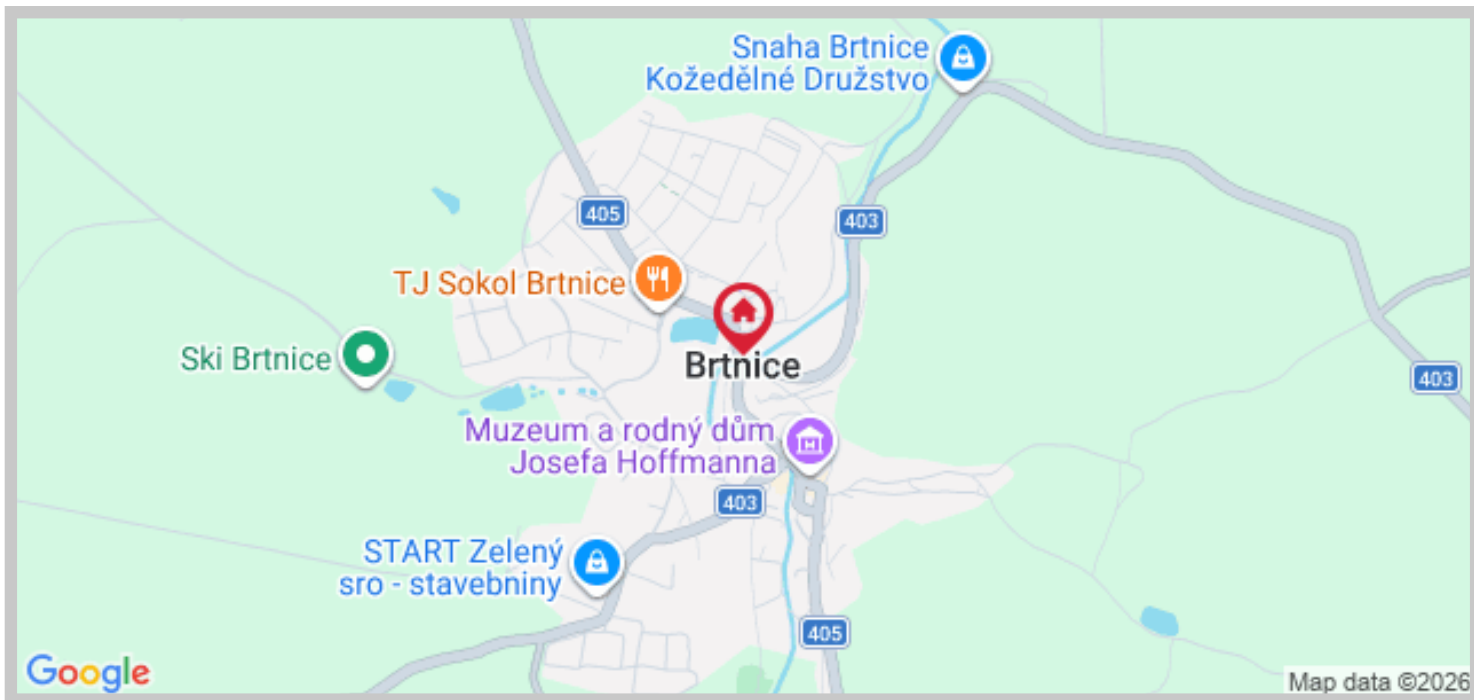 Snaha Brtnice
Kožedělné Družstvo
405
403
TJ Sokol Brtnice
Ski Brtnice
Brtnice
403
Muzeum a rodný dům
Josefa Hoffmanna
403
START Zelený
sro - stavebniny
405
Google
Map data ©2026